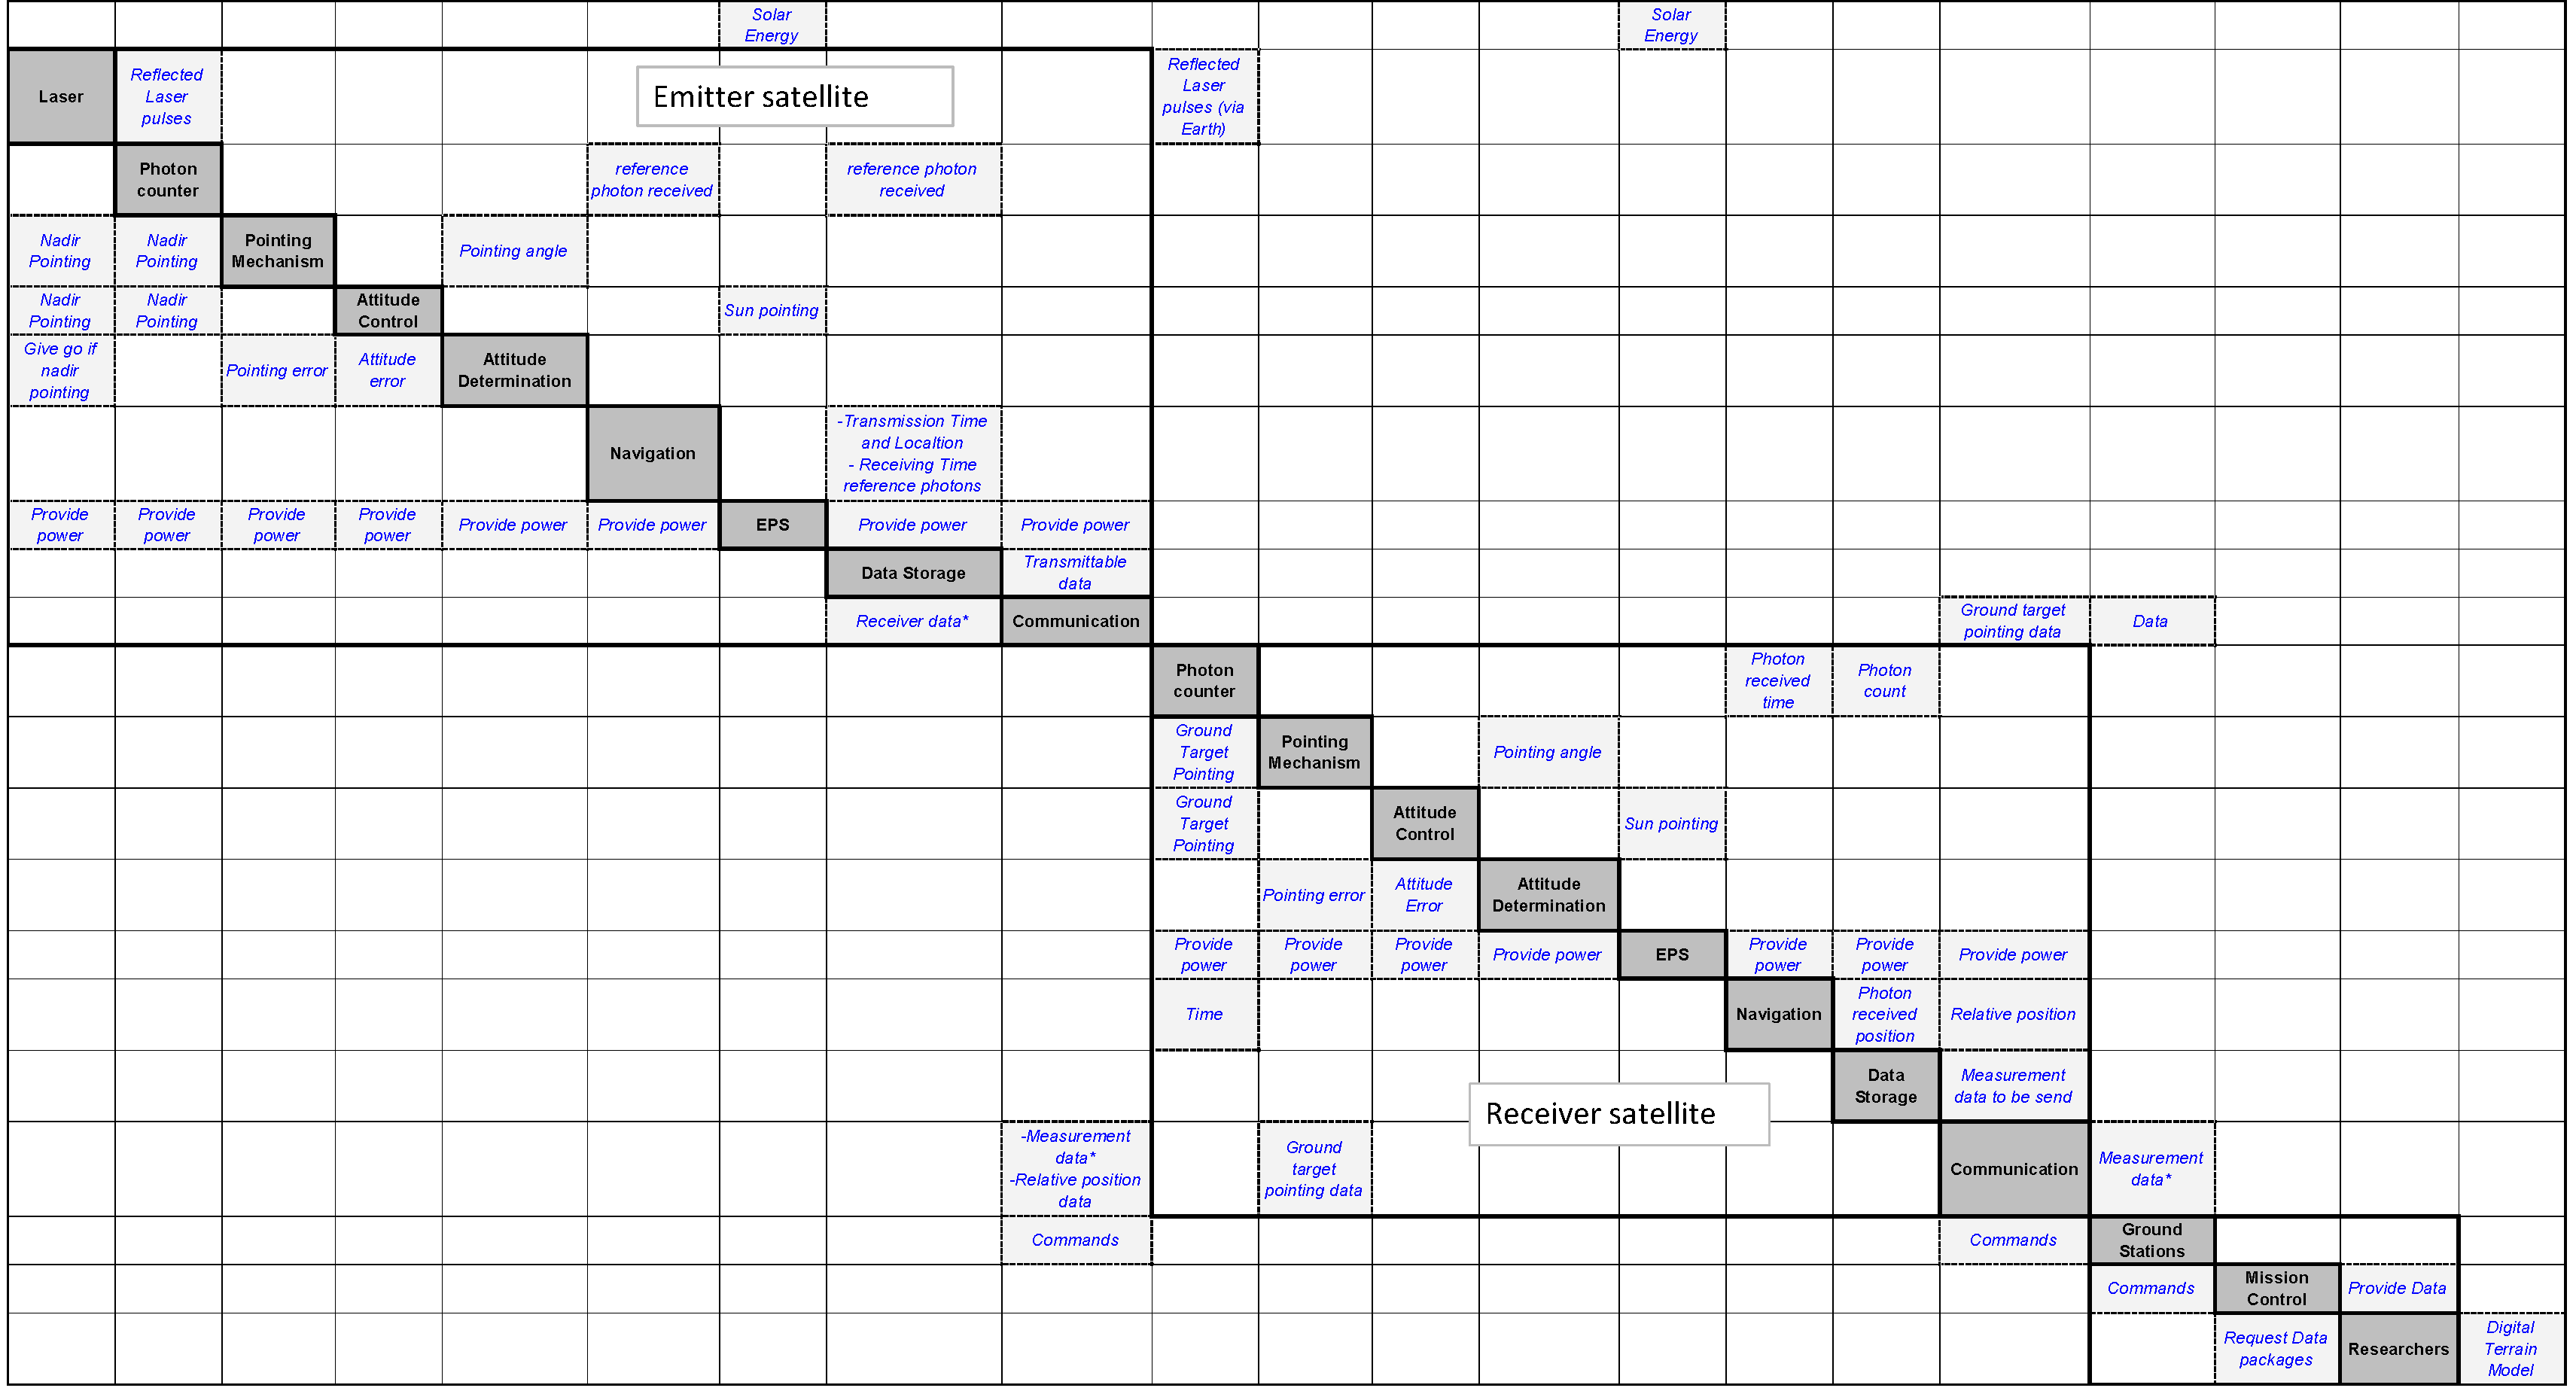 Solar
Energy
Solar
Energy
Laser
Reflected
Laser
pulses
Emitter satellite
Reflected
Laser
pulses (via
Earth)
Photon
counter
reference
photon received
reference photon
received
Nadir
Pointing
Nadir
Pointing
Pointing
Mechanism
Pointing angle
Nadir
Pointing
Nadir
Pointing
Attitude
Control
Sun pointing
Give go if
nadir
pointing
Pointing error
Attitude
error
Attitude
Determination
Navigation
-Transmission Time
and Localtion
- Receiving Time
reference photons
Provide
power
Provide
power
Provide
power
Provide
power
Provide power
Provide power
EPS
Provide power
Provide power
Data Storage
Transmittable
data
Receiver data*
Communication
Ground target
pointing data
Data
Photon
counter
Photon
received
time
Photon
count
Ground
Target
Pointing
Pointing
Mechanism
Pointing angle
Ground
Target
Pointing
Attitude
Control
Sun pointing
Pointing error
Attitude
Error
Attitude
Determination
Provide
power
Provide
power
Provide
power
Provide power
EPS
Provide
power
Provide
power
Provide power
Time
Navigation
Photon
received
position
Relative position
Data
Storage
Measurement
data to be send
Receiver satellite
-Measurement
data*
-Relative position
data
Ground
target
pointing data
Communication
Measurement
data*
Commands
Commands
Ground
Stations
Commands
Mission
Control
Provide Data
Request Data
packages
Researchers
Digital
Terrain
Model